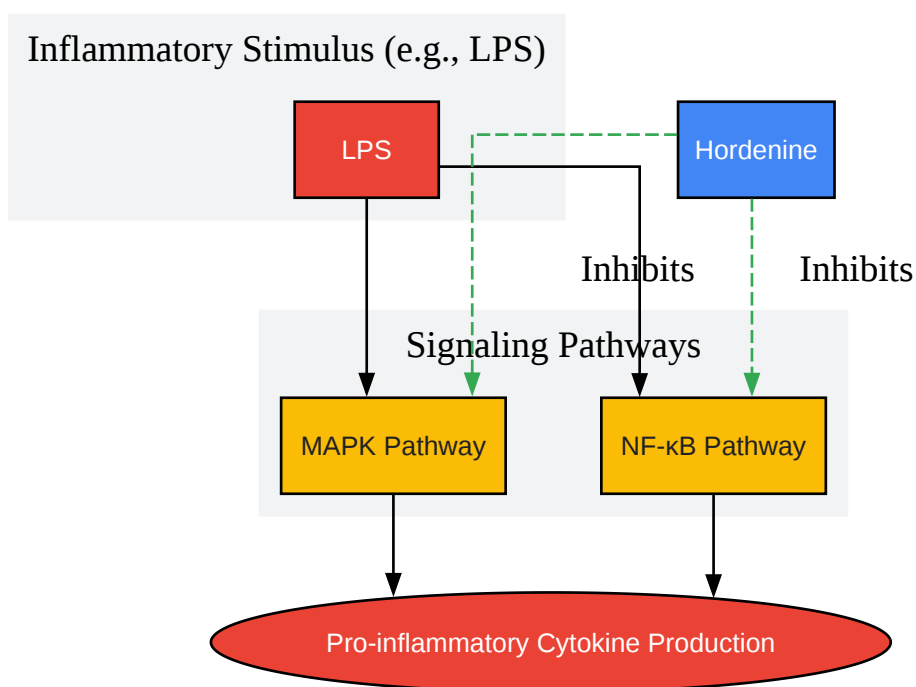 Inflammatory Stimulus (e.g., LPS)
LPS
Hordenine
Inhibits
Inhibits
Signaling Pathways
MAPK Pathway
NF-κB Pathway
Pro-inflammatory Cytokine Production